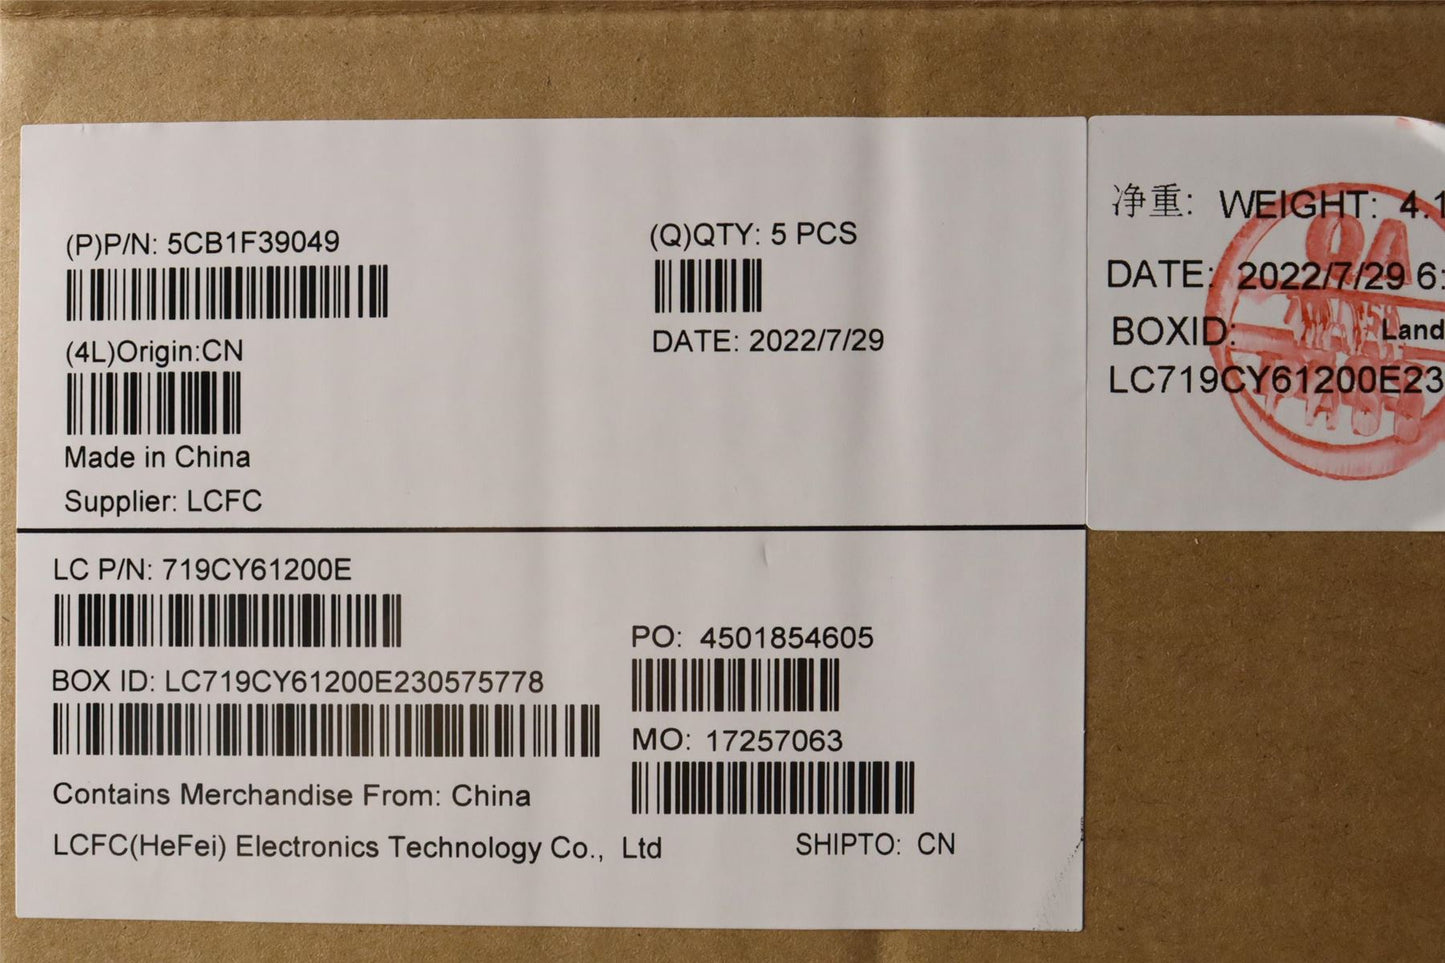 (P)P/N: 5CB1F39049
(Q)QTY: 5 PCS
(4L)Origin:CN
DATE: 2022/7/29
Made in China
Supplier: LCFC
LC P/N: 719CY61200E
PO: 4501854605
BOX ID: LC719CY61200E230575778
MO: 17257063
Contains Merchandise From: China
LCFC(HeFei) Electronics Technology Co., Ltd
SHIPTO: CN
净重: WEIGHT: 4.1
DATE: 2022/7/29 6:
BOXID: Land
LC719CY61200E23
QA